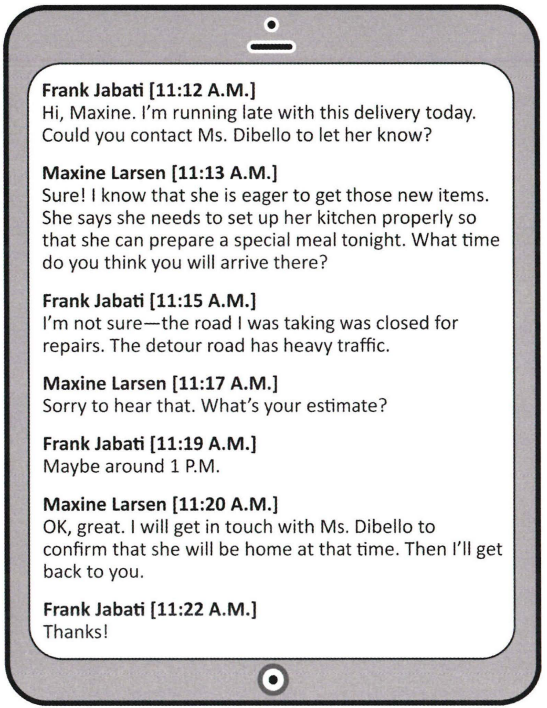 Frank Jabati [11:12 A.M.]
Hi, Maxine. I'm running late with this delivery today.
Could you contact Ms. Dibello to let her know?
Maxine Larsen [11:13 A.M.]
Sure! I know that she is eager to get those new items.
She says she needs to set up her kitchen properly so
that she can prepare a special meal tonight. What time
do you think you will arrive there?
Frank Jabati [11:15 A.M.]
I'm not sure—the road I was taking was closed for
repairs. The detour road has heavy traffic.
Maxine Larsen [11:17 A.M.]
Sorry to hear that. What's your estimate?
Frank Jabati [11:19 A.M.]
Maybe around 1 P.M.
Maxine Larsen [11:20 A.M.]
OK, great. I will get in touch with Ms. Dibello to
confirm that she will be home at that time. Then I'll get
back to you.
Frank Jabati [11:22 A.M.]
Thanks!